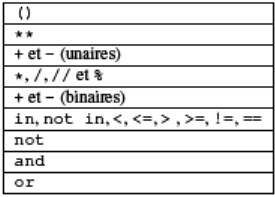 ()
**
+ et - (unaires)
*, /, // et %
+ et - (binaires)
in, not in, <, <=, >, >=, !=, ==
not
and
or